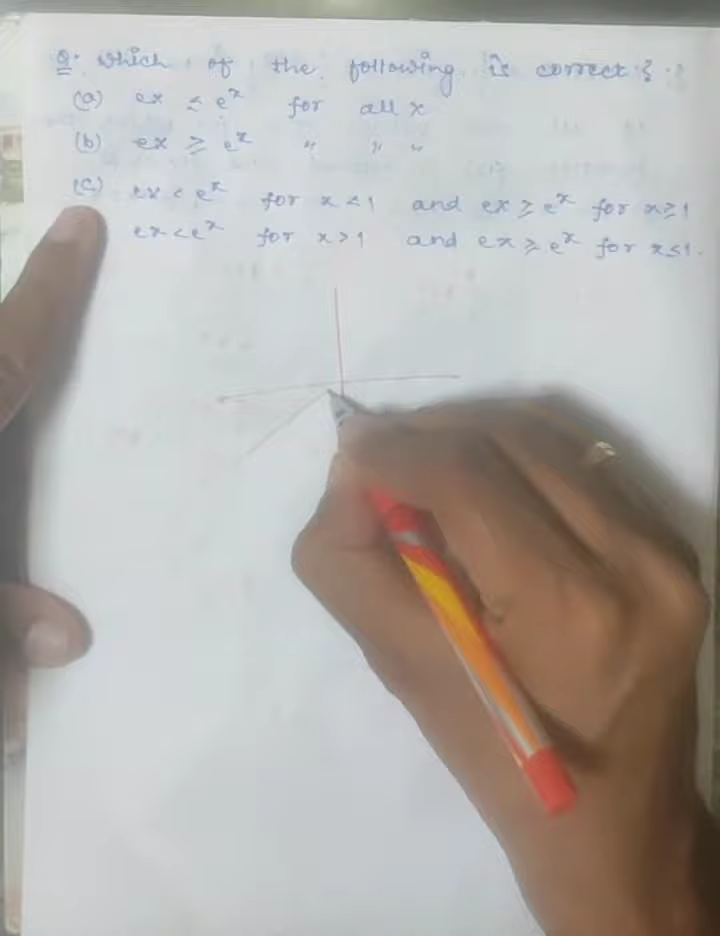 Q. Which of the following is correct ?
(a) ex ≤ e^x for all x
(b) ex ≥ e^x " " "
(c) ex < e^x for x < 1 and ex ≥ e^x for x ≥ 1
ex < e^x for x > 1 and ex ≥ e^x for x ≤ 1.